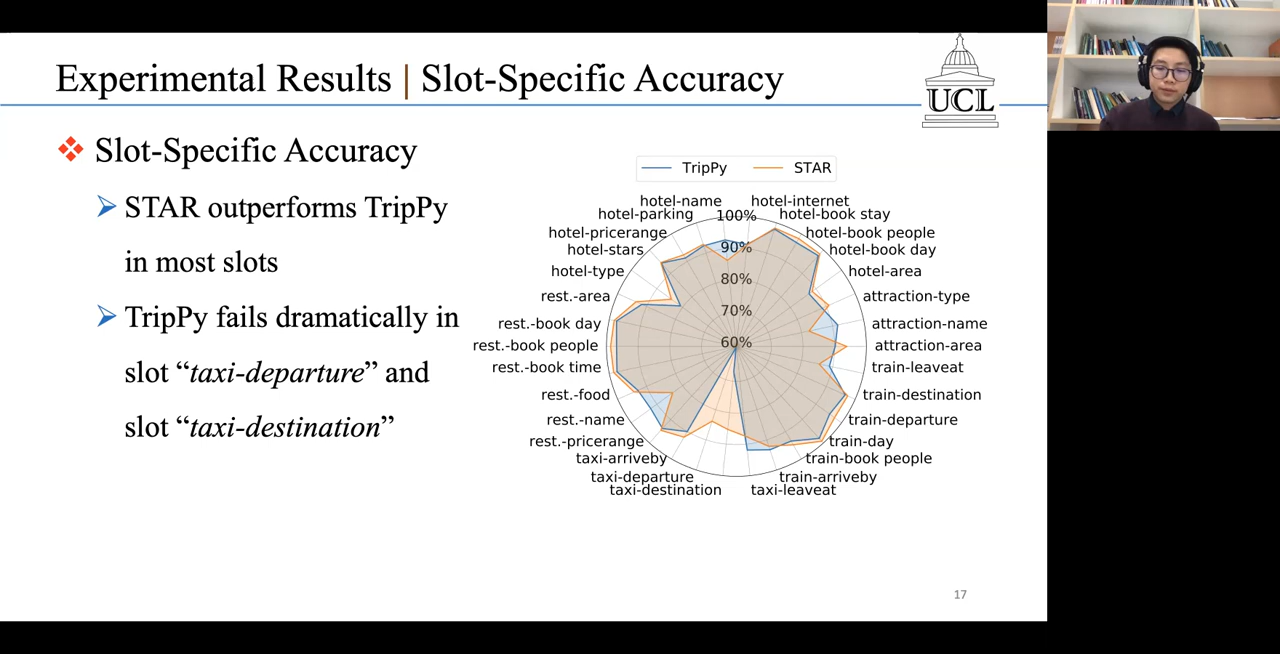 Experimental Results | Slot-Specific Accuracy
UCL
Slot-Specific Accuracy
STAR outperforms TripPy
in most slots
TripPy fails dramatically in
slot “taxi-departure” and
slot “taxi-destination”
TripPy STAR
hotel-name hotel-internet
hotel-parking 100% hotel-book stay
hotel-pricerange hotel-book people
hotel-stars 90% hotel-book day
hotel-type hotel-area
80%
rest.-area attraction-type
70%
rest.-book day attraction-name
rest.-book people 60% attraction-area
rest.-book time train-leaveat
rest.-food train-destination
rest.-name train-departure
rest.-pricerange train-day
taxi-arriveby train-book people
taxi-departure train-arriveby
taxi-destination taxi-leaveat
17